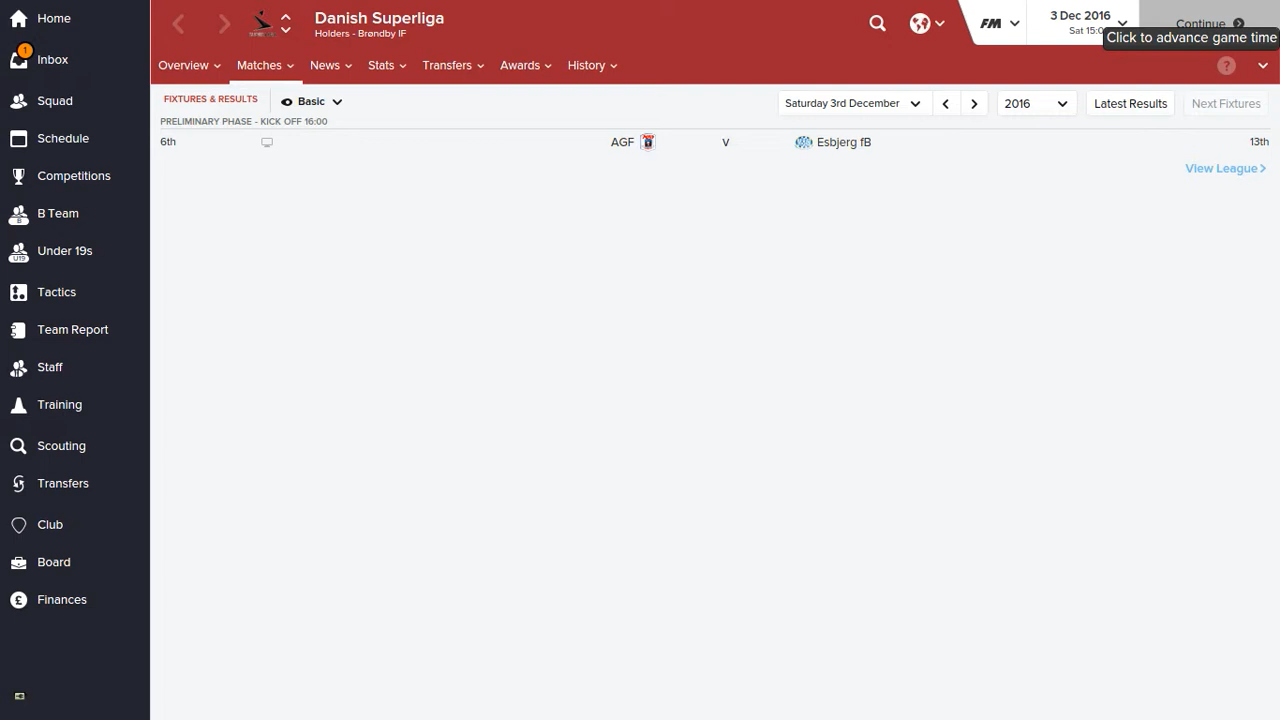 Home
Danish Superliga
Holders - Brøndby IF
FM
3 Dec 2016
Continue
Click to advance game time
1
Inbox
Overview
Matches
News
Stats
Transfers
Awards
History
?
Squad
FIXTURES & RESULTS
Basic
Saturday 3rd December
2016
Latest Results
Next Fixtures
PRELIMINARY PHASE - KICK OFF 16:00
Schedule
6th
AGF
V
Esbjerg fB
13th
View League
Competitions
B Team
Under 19s
Tactics
Team Report
Staff
Training
Scouting
Transfers
Club
Board
Finances